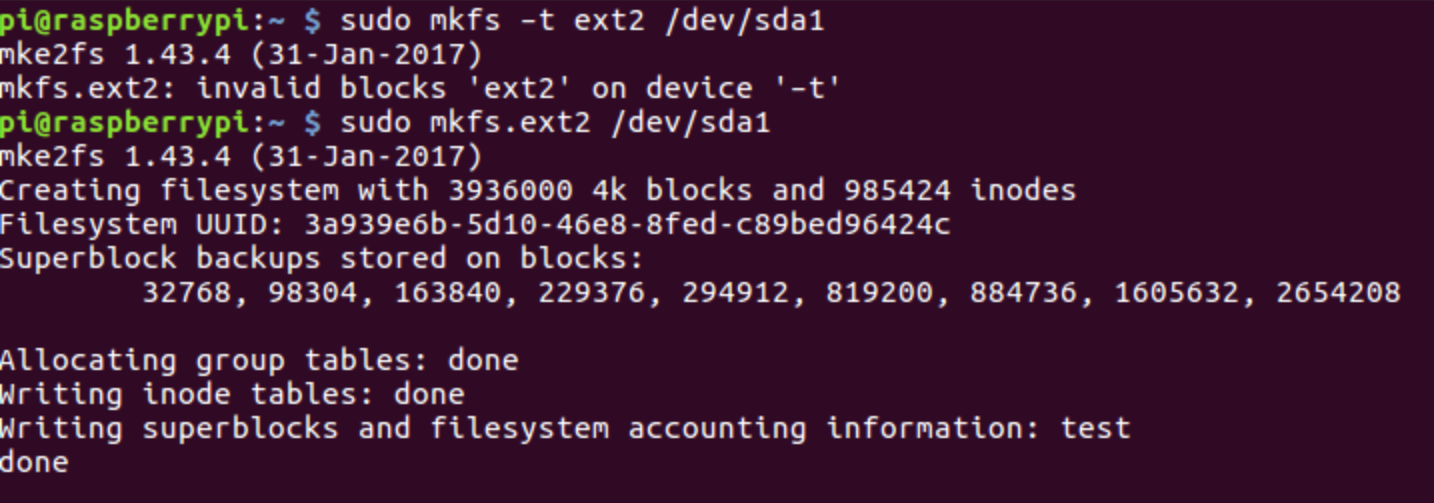 pi@raspberrypi:~ $ sudo mkfs –t ext2 /dev/sda1
mke2fs 1.43.4 (31-Jan-2017)
mkfs.ext2: invalid blocks 'ext2' on device '–t'
pi@raspberrypi:~ $ sudo mkfs.ext2 /dev/sda1
mke2fs 1.43.4 (31-Jan-2017)
Creating filesystem with 3936000 4k blocks and 985424 inodes
Filesystem UUID: 3a939e6b-5d10-46e8-8fed-c89bed96424c
Superblock backups stored on blocks:
32768, 98304, 163840, 229376, 294912, 819200, 884736, 1605632, 2654208
Allocating group tables: done
Writing inode tables: done
Writing superblocks and filesystem accounting information: test
done